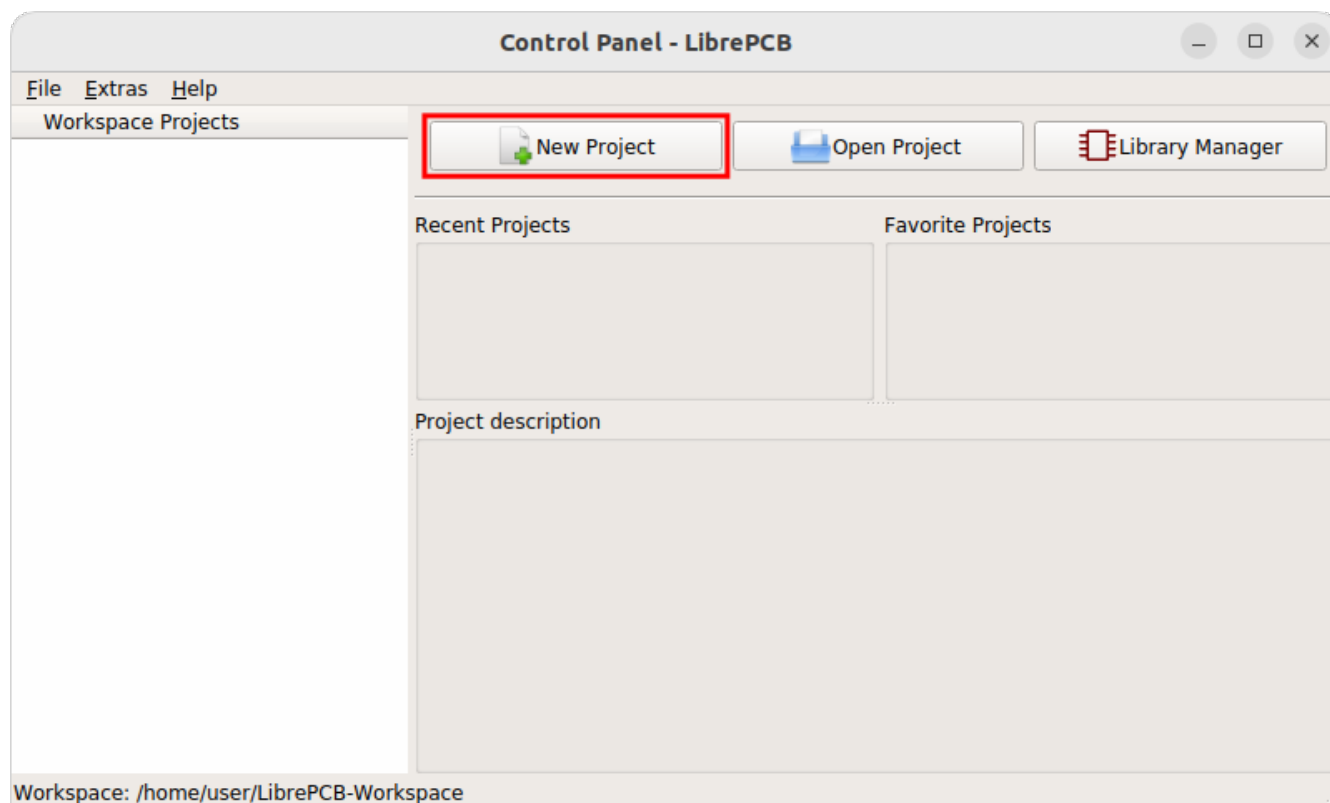 Control Panel - LibrePCB
File Extras Help
Workspace Projects
New Project Open Project Library Manager
Recent Projects Favorite Projects
Project description
Workspace: /home/user/LibrePCB-Workspace